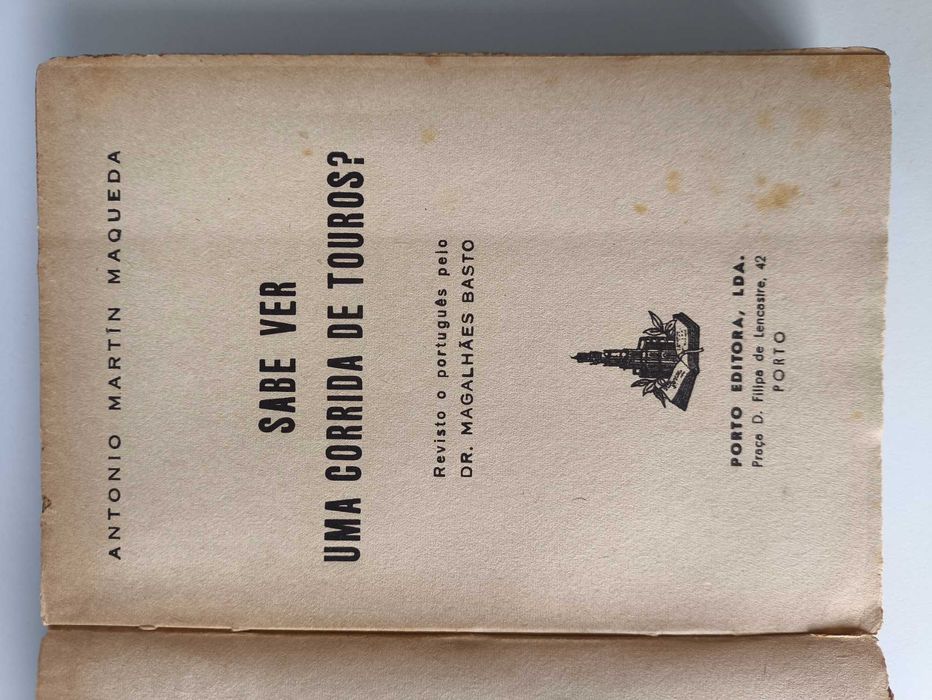 ANTONIO MARTÍN MAQUEDA
SABE VER
UMA CORRIDA DE TOUROS?
Revisto o português pelo
DR. MAGALHÃES BASTO
PORTO EDITORA, LDA.
Praça D. Filipa de Lencastre, 42
PORTO